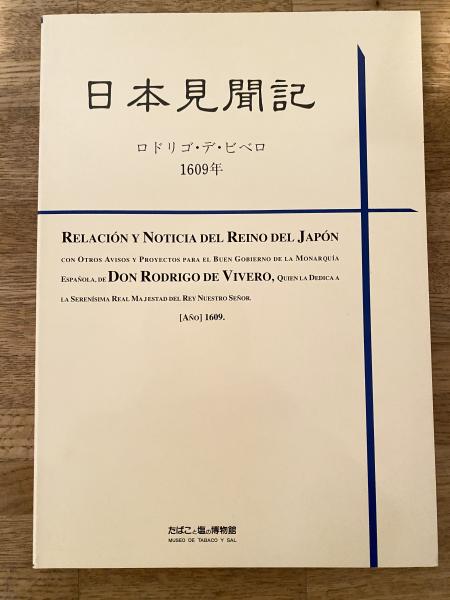 日本見聞記
ロドリゴ・デ・ビベロ
1609年
RELACIÓN Y NOTICIA DEL REINO DEL JAPÓN
CON OTROS AVISOS Y PROYECTOS PARA EL BUEN GOBIERNO DE LA MONARQUÍA
ESPAÑOLA, DE DON RODRIGO DE VIVERO, QUIEN LA DEDICA A
LA SERENÍSIMA REAL MAJESTAD DEL REY NUESTRO SEÑOR.
[AÑO] 1609.
たばこと塩の博物館
MUSEO DE TABACO Y SAL